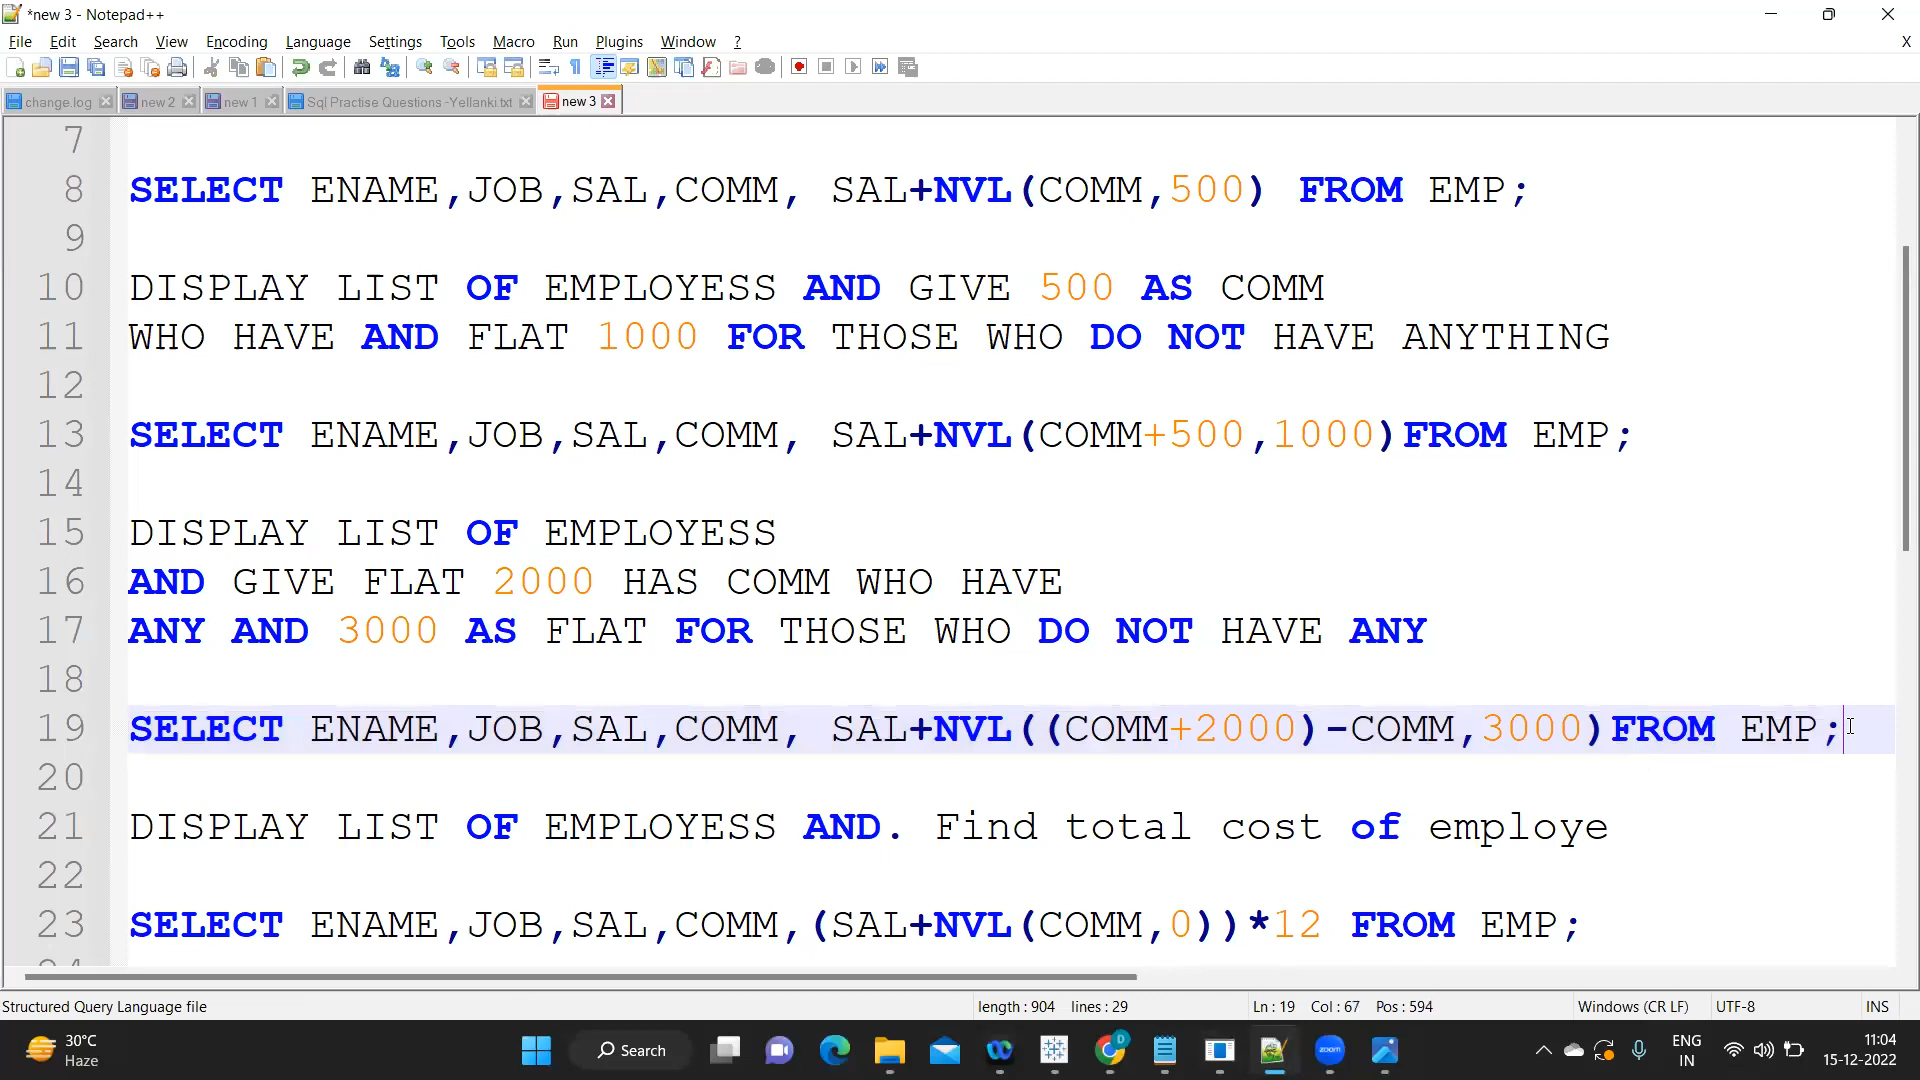 *new 3 - Notepad++
File Edit Search View Encoding Language Settings Tools Macro Run Plugins Window ? X
change.log new 2 new 1 Sql Practise Questions -Yellanki.txt new 3
7
8 SELECT ENAME,JOB,SAL,COMM, SAL+NVL(COMM,500) FROM EMP;
9
10 DISPLAY LIST OF EMPLOYESS AND GIVE 500 AS COMM
11 WHO HAVE AND FLAT 1000 FOR THOSE WHO DO NOT HAVE ANYTHING
12
13 SELECT ENAME,JOB,SAL,COMM, SAL+NVL(COMM+500,1000)FROM EMP;
14
15 DISPLAY LIST OF EMPLOYESS
16 AND GIVE FLAT 2000 HAS COMM WHO HAVE
17 ANY AND 3000 AS FLAT FOR THOSE WHO DO NOT HAVE ANY
18
19 SELECT ENAME,JOB,SAL,COMM, SAL+NVL((COMM+2000)-COMM,3000)FROM EMP;
20
21 DISPLAY LIST OF EMPLOYESS AND. Find total cost of employe
22
23 SELECT ENAME,JOB,SAL,COMM,(SAL+NVL(COMM,0))*12 FROM EMP;
24
Structured Query Language file length : 904 lines : 29 Ln : 19 Col : 67 Pos : 594 Windows (CR LF) UTF-8 INS
30°C
Haze
Search
zoom
ENG
IN
11:04
15-12-2022